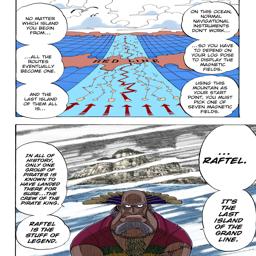 ON THIS OCEAN,
NORMAL
NAVIGATIONAL
INSTRUMENTS
DON'T WORK...
NO MATTER
WHICH ISLAND
YOU BEGIN
FROM...
...SO YOU HAVE
TO DEPEND ON
YOUR LOG POSE
TO DISPLAY THE
MAGNETIC
FIELDS.
...ALL THE
ROUTES
EVENTUALLY
BECOME ONE.
RED LINE
USING THIS
MOUNTAIN AS
YOUR START
POINT, YOU MUST
PICK ONE OF
SEVEN MAGNETIC
FIELDS.
AND THE
LAST ISLAND
OF THEM ALL
IS...
...
RAFTEL.
IN ALL OF
HISTORY,
ONLY ONE
GROUP OF
PIRATES IS
KNOWN TO HAVE
LANDED THERE
FOR SURE...THE
CREW OF THE
PIRATE KING.
IT'S
THE LAST
ISLAND OF
THE GRAND
LINE.
RAFTEL
IS THE
STUFF OF
LEGEND.